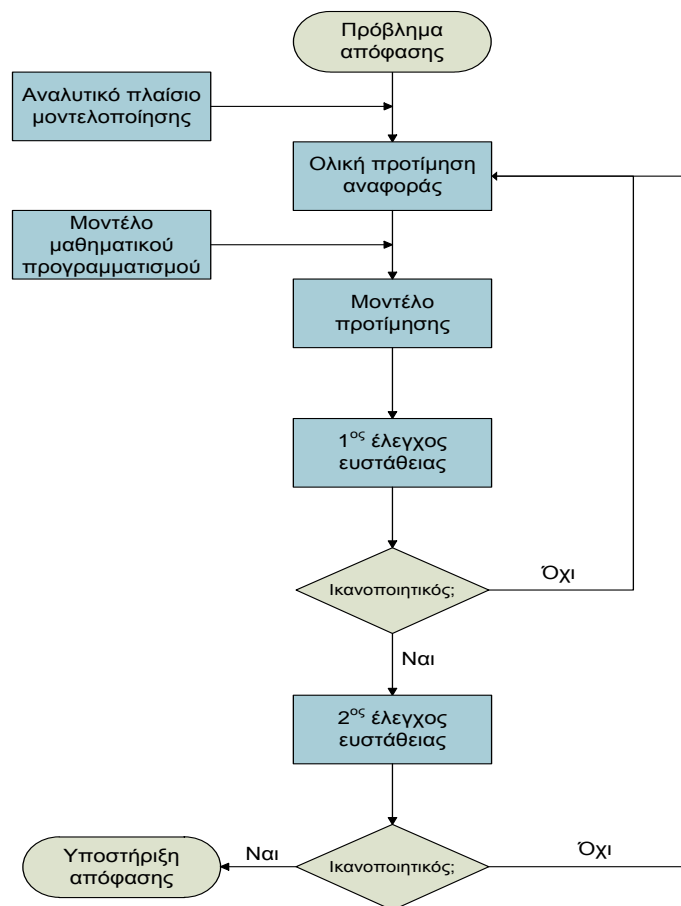 Πρόβλημα
απόφασης
Αναλυτικό πλαίσιο
μοντελοποίησης
Ολική προτίμηση
αναφοράς
Μοντέλο
μαθηματικού
προγραμματισμού
Μοντέλο
προτίμησης
1ος έλεγχος
ευστάθειας
Ικανοποιητικός;
Όχι
Ναι
2ος έλεγχος
ευστάθειας
Ικανοποιητικός;
Όχι
Ναι
Υποστήριξη
απόφασης